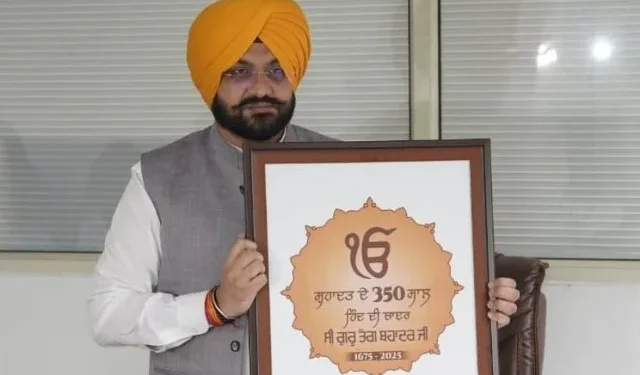 ੴ
ਸ਼ਹਾਦਤ ਦੇ 350 ਸਾਲ
ਹਿੰਦ ਦੀ ਚਾਦਰ
ਸ੍ਰੀ ਗੁਰੂ ਤੇਗ ਬਹਾਦਰ ਜੀ
1675 - 2025